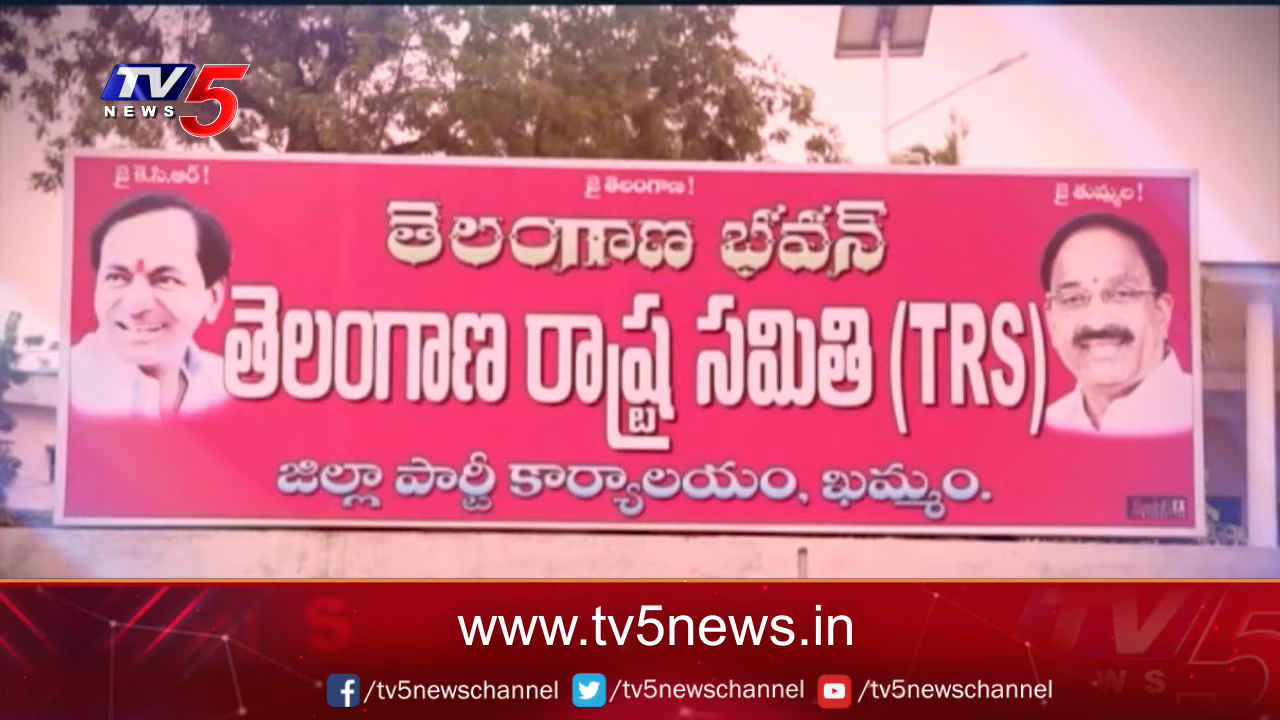 TV5
NEWS
జై కె.సి.ఆర్!
జై తెలంగాణ!
జై తుమ్మల!
తెలంగాణ భవన్
తెలంగాణ రాష్ట్ర సమితి (TRS)
జిల్లా పార్టీ కార్యాలయం, ఖమ్మం.
www.tv5news.in
/tv5newschannel
/tv5newschannel
/tv5newschannel